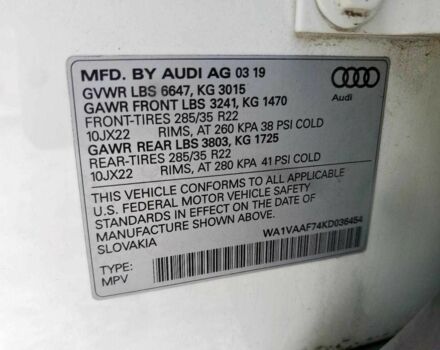 MFD. BY AUDI AG 03 19
GVWR LBS 6647, KG 3015
GAWR FRONT LBS 3241, KG 1470
FRONT-TIRES 285/35 R22
10JX22 RIMS, AT 260 KPA 38 PSI COLD
GAWR REAR LBS 3803, KG 1725
REAR-TIRES 285/35 R22
10JX22 RIMS, AT 280 KPA 41 PSI COLD
Audi
THIS VEHICLE CONFORMS TO ALL APPLICABLE
U.S. FEDERAL MOTOR VEHICLE SAFETY
STANDARDS IN EFFECT ON THE DATE OF
MANUFACTURE SHOWN ABOVE.
SLOVAKIA
WA1VAAF74KD036454
TYPE:
MPV